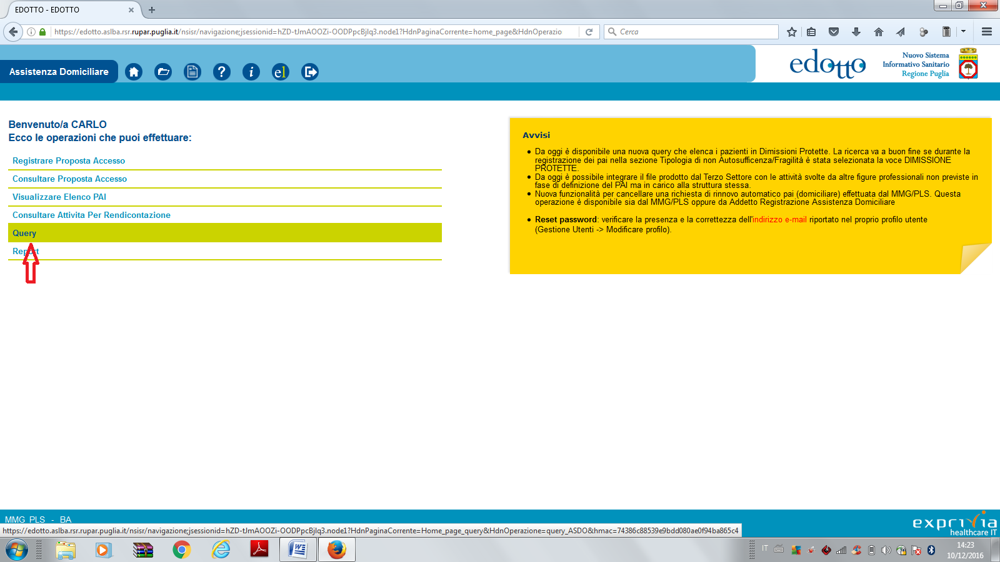 EDOTTO - EDOTTO
https://edotto.aslba.rsr.rupar.puglia.it/nsisr/navigazione;jsessionid=hZD-tJmAOOZi-OODPpcBjIq3.node1?HdnPaginaCorrente=home_page&HdnOperazio
Cerca
Assistenza Domiciliare
?
i
el
edotto
Nuovo Sistema
Informativo Sanitario
Regione Puglia
Benvenuto/a CARLO
Ecco le operazioni che puoi effettuare:
Registrare Proposta Accesso
Consultare Proposta Accesso
Visualizzare Elenco PAI
Consultare Attivita Per Rendicontazione
Query
Report
Avvisi
Da oggi è disponibile una nuova query che elenca i pazienti in Dimissioni Protette. La ricerca va a buon fine se durante la
registrazione dei pai nella sezione Tipologia di non Autosufficenza/Fragilità è stata selezionata la voce DIMISSIONE
PROTETTE.
Da oggi è possibile integrare il file prodotto dal Terzo Settore con le attività svolte da altre figure professionali non previste in
fase di definizione del PAI ma in carico alla struttura stessa.
Nuova funzionalità per cancellare una richiesta di rinnovo automatico pai (domiciliare) effettuata dal MMG/PLS. Questa
operazione è disponibile sia dal MMG/PLS oppure da Addetto Registrazione Assistenza Domiciliare
Reset password: verificare la presenza e la correttezza dell'indirizzo e-mail riportato nel proprio profilo utente
(Gestione Utenti -> Modificare profilo).
MMG PLS - BA
https://edotto.aslba.rsr.rupar.puglia.it/nsisr/navigazione;jsessionid=hZD-tJmAOOZi-OODPpcBjIq3.node1?HdnPaginaCorrente=Home_page_query&HdnOperazione=query_ASDO&hmac=74386c88539e9bdd080ae0f94ba865c4
exprivia
healthcare IT
IT
14:23
10/12/2016